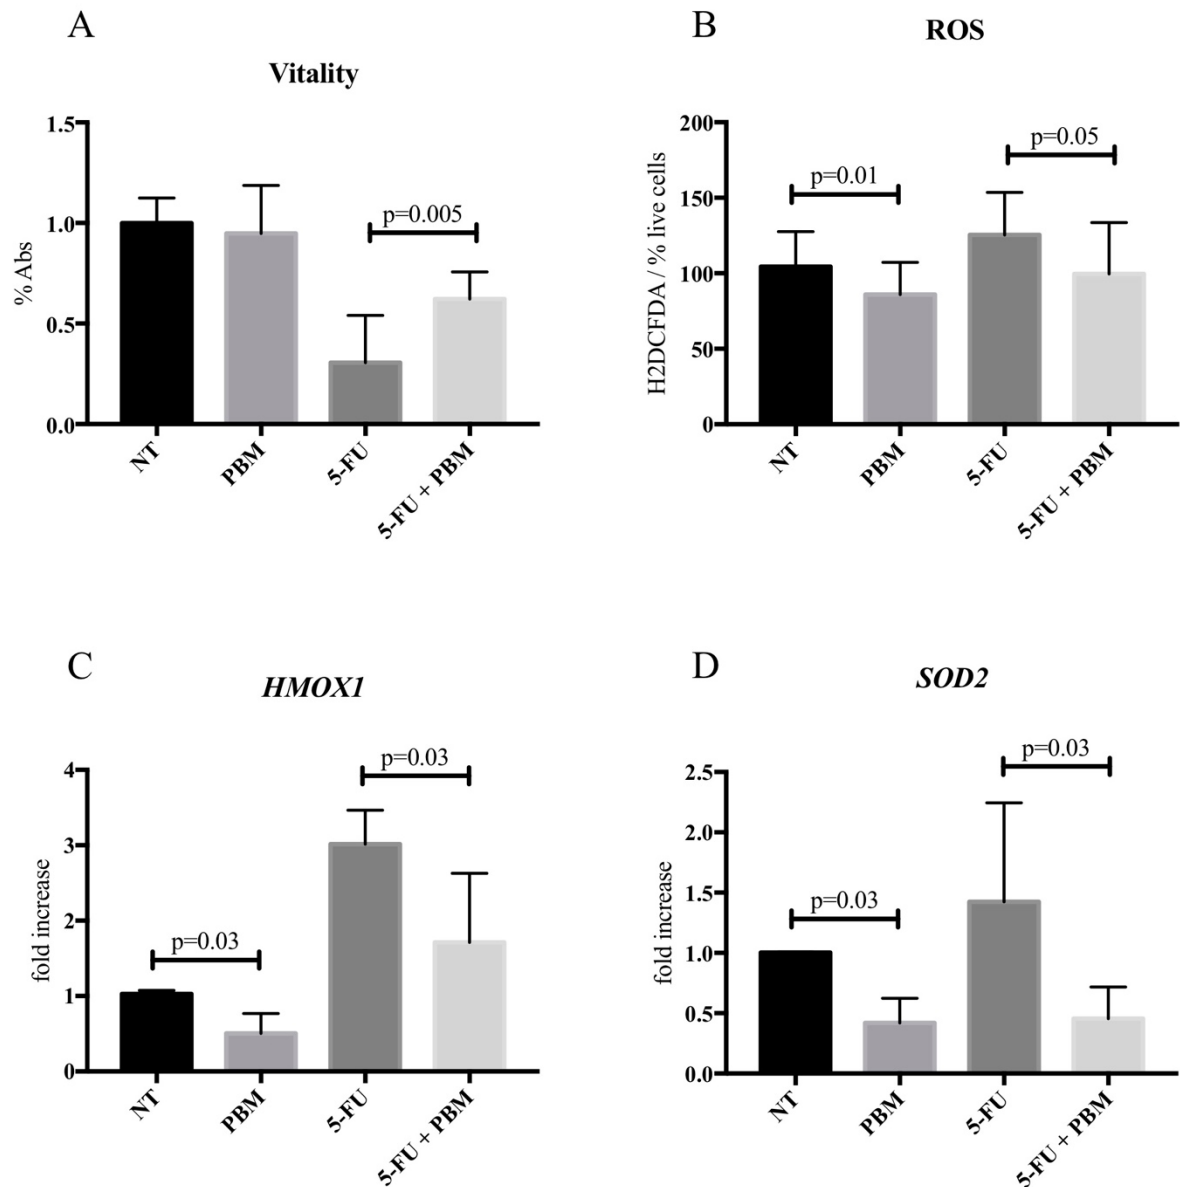 A
Vitality
% Abs
1.5
1.0
0.5
0.0
p=0.005
NT
PBM
5-FU
5-FU + PBM
B
ROS
H2DCFDA / % live cells
200
150
100
50
0
p=0.01
p=0.05
NT
PBM
5-FU
5-FU + PBM
C
HMOX1
fold increase
4
3
2
1
0
p=0.03
p=0.03
NT
PBM
5-FU
5-FU + PBM
D
SOD2
fold increase
2.5
2.0
1.5
1.0
0.5
0.0
p=0.03
p=0.03
NT
PBM
5-FU
5-FU + PBM